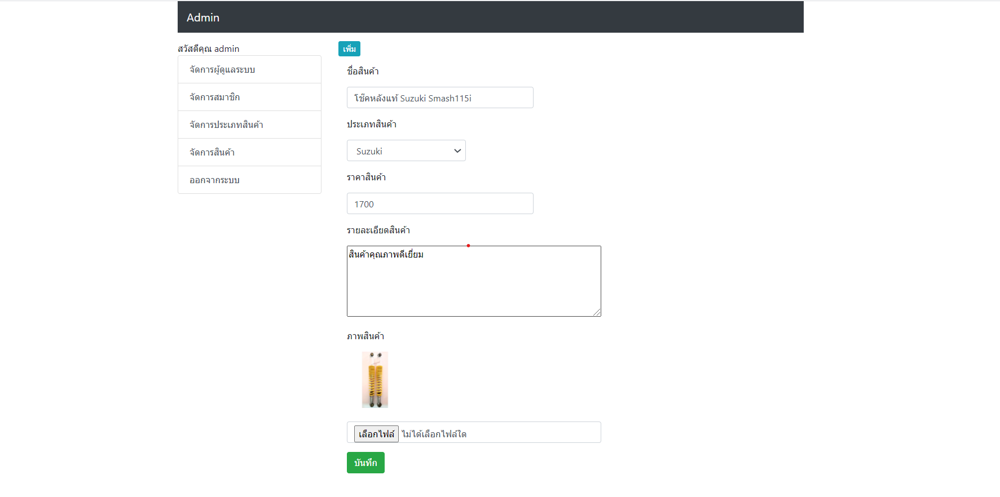 Admin
สวัสดีคุณ admin
จัดการผู้ดูแลระบบ
จัดการสมาชิก
จัดการประเภทสินค้า
จัดการสินค้า
ออกจากระบบ
เพิ่ม
ชื่อสินค้า
โช๊คหลังแท้ Suzuki Smash115i
ประเภทสินค้า
Suzuki
ราคาสินค้า
1700
รายละเอียดสินค้า
สินค้าคุณภาพดีเยี่ยม
ภาพสินค้า
เลือกไฟล์ ไม่ได้เลือกไฟล์ใด
บันทึก